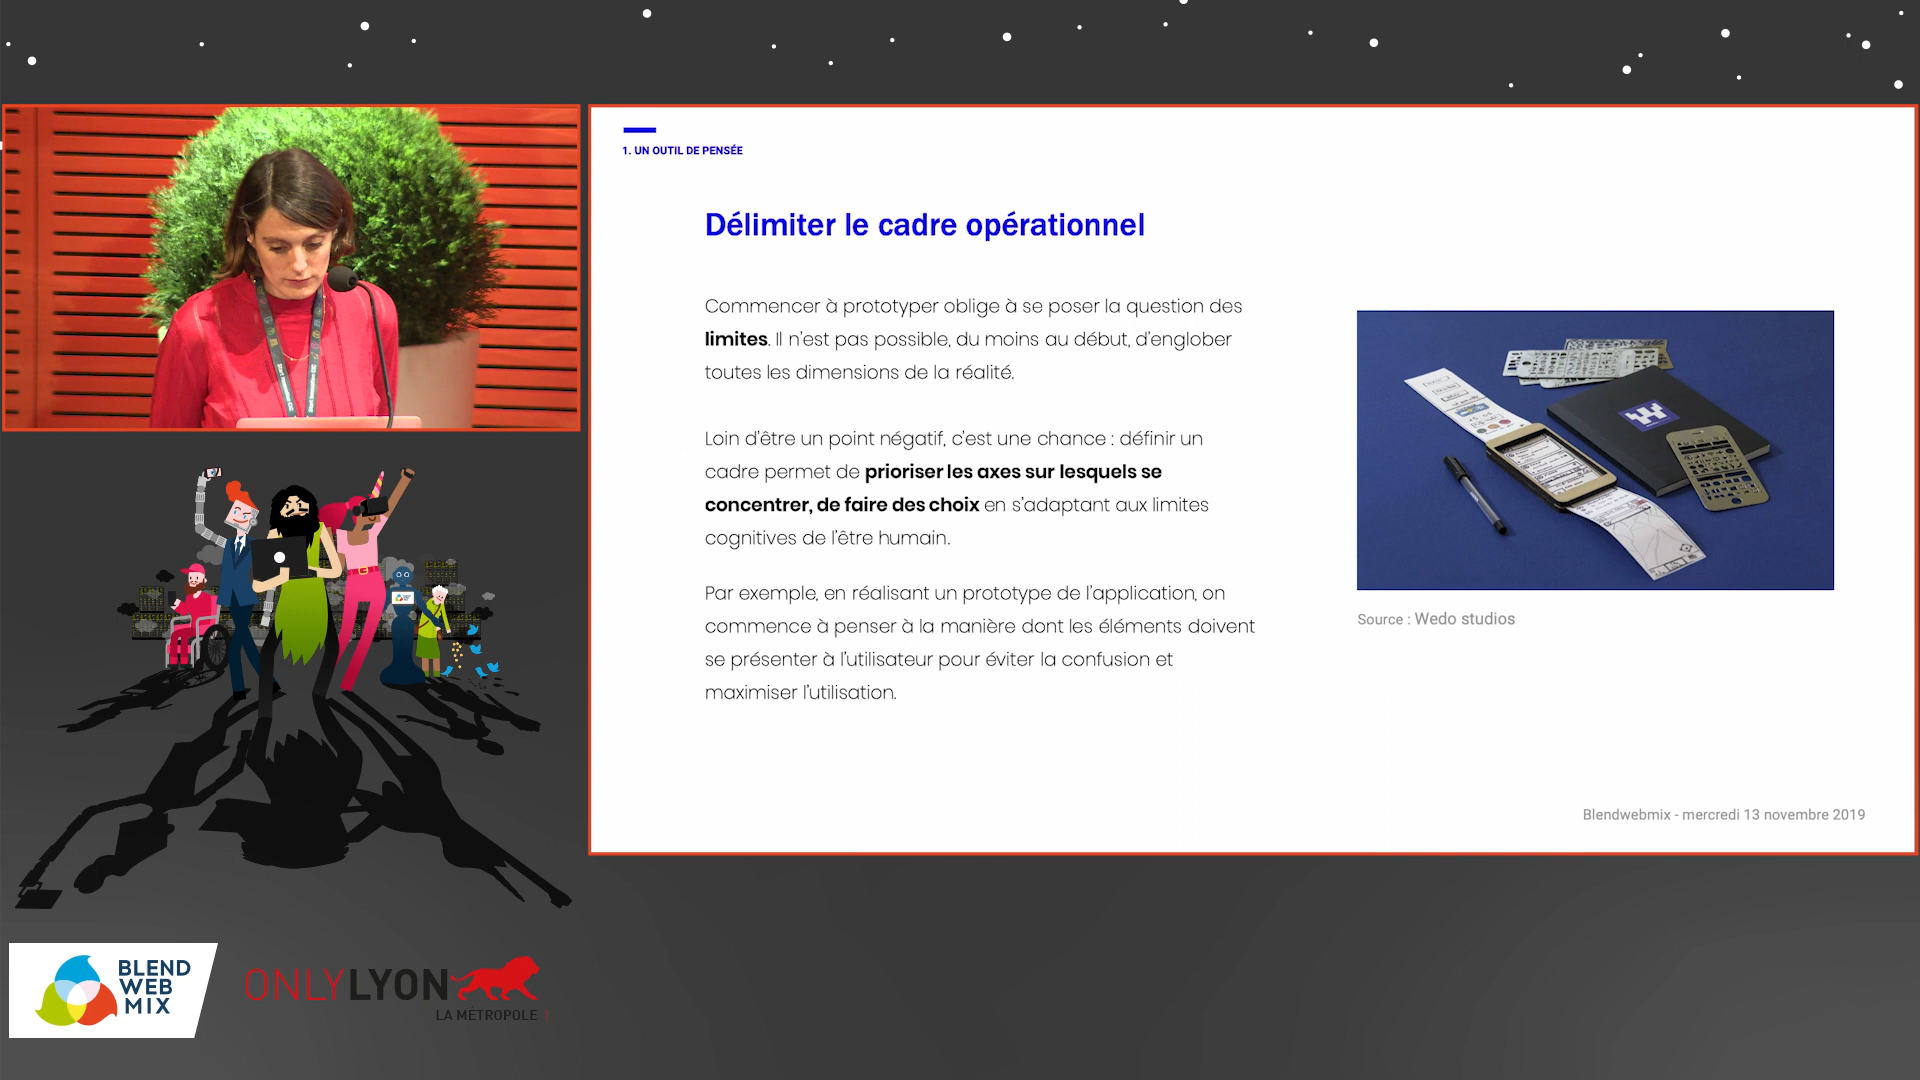 1. UN OUTIL DE PENSÉE
Délimiter le cadre opérationnel
Commencer à prototyper oblige à se poser la question des
limites. Il n'est pas possible, du moins au début, d'englober
toutes les dimensions de la réalité.
Loin d'être un point négatif, c'est une chance : définir un
cadre permet de prioriser les axes sur lesquels se
concentrer, de faire des choix en s'adaptant aux limites
cognitives de l'être humain.
Par exemple, en réalisant un prototype de l'application, on
commence à penser à la manière dont les éléments doivent
se présenter à l'utilisateur pour éviter la confusion et
maximiser l'utilisation.
Source : Wedo studios
Blendwebmix - mercredi 13 novembre 2019
BLEND
WEB
MIX
ONLYLYON
LA MÉTROPOLE